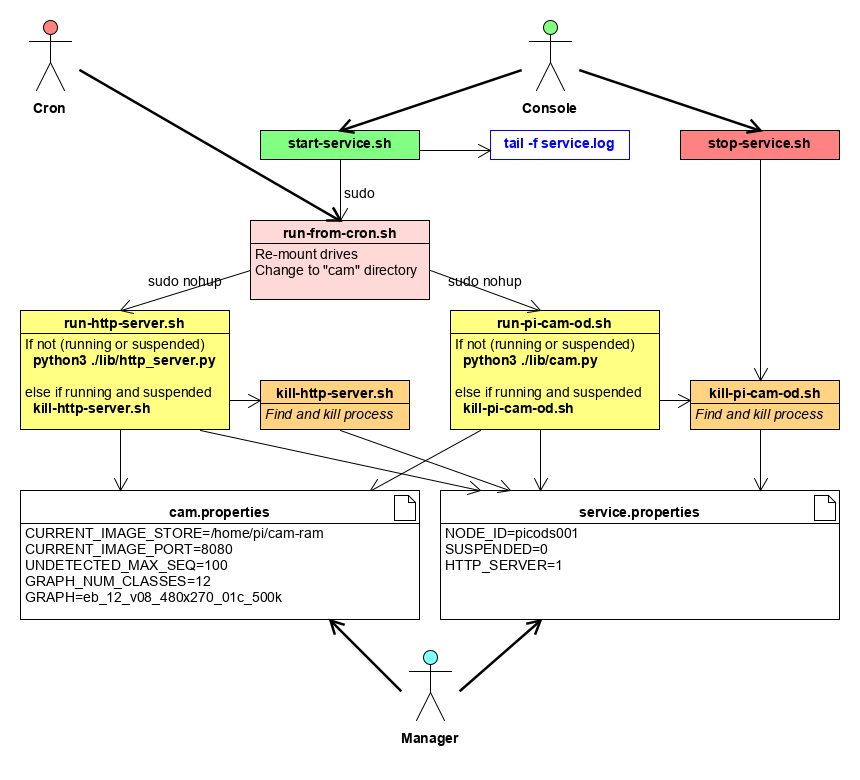 Cron
Console
start-service.sh
tail -f service.log
stop-service.sh
sudo
run-from-cron.sh
Re-mount drives
Change to "cam" directory
sudo nohup
sudo nohup
run-http-server.sh
If not (running or suspended)
python3 ./lib/http_server.py
else if running and suspended
kill-http-server.sh
kill-http-server.sh
Find and kill process
run-pi-cam-od.sh
If not (running or suspended)
python3 ./lib/cam.py
else if running and suspended
kill-pi-cam-od.sh
kill-pi-cam-od.sh
Find and kill process
cam.properties
CURRENT_IMAGE_STORE=/home/pi/cam-ram
CURRENT_IMAGE_PORT=8080
UNDETECTED_MAX_SEQ=100
GRAPH_NUM_CLASSES=12
GRAPH=eb_12_v08_480x270_01c_500k
service.properties
NODE_ID=picods001
SUSPENDED=0
HTTP_SERVER=1
Manager